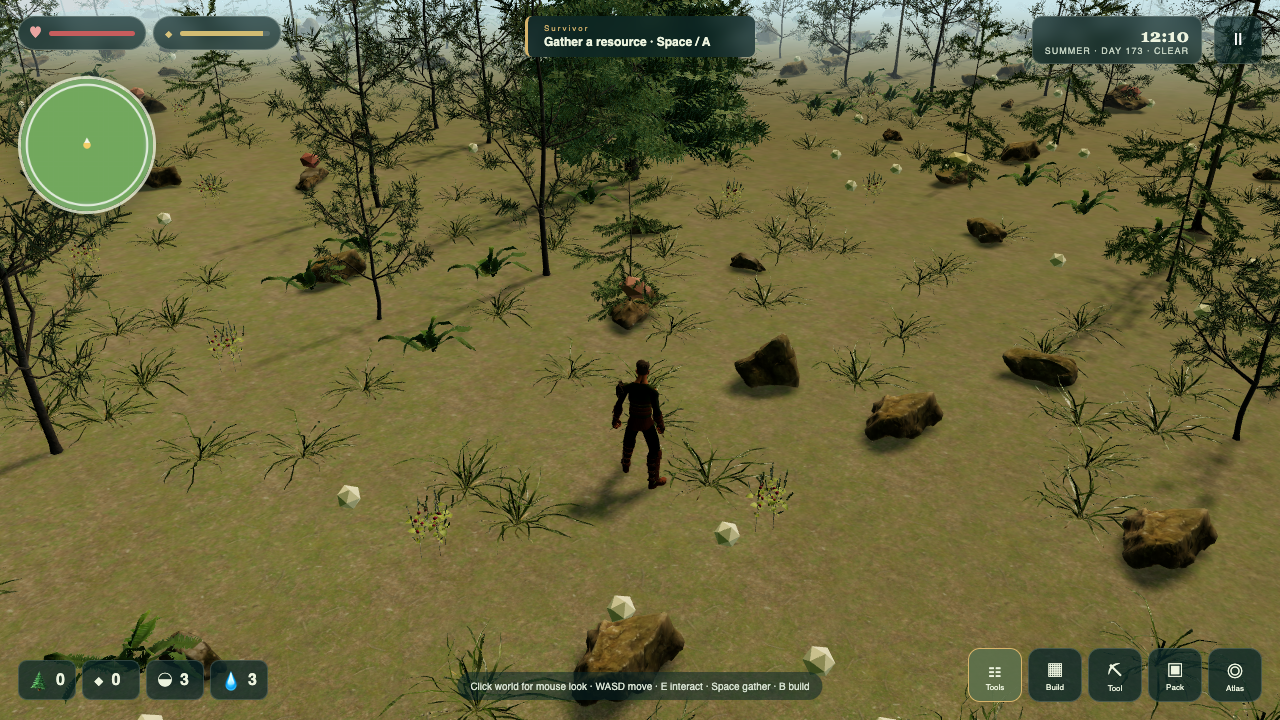 Survivor
Gather a resource · Space / A
12:10
SUMMER · DAY 173 · CLEAR
0
0
3
3
Click world for mouse look · WASD move · E interact · Space gather · B build
Tools
Build
Tool
Pack
Atlas